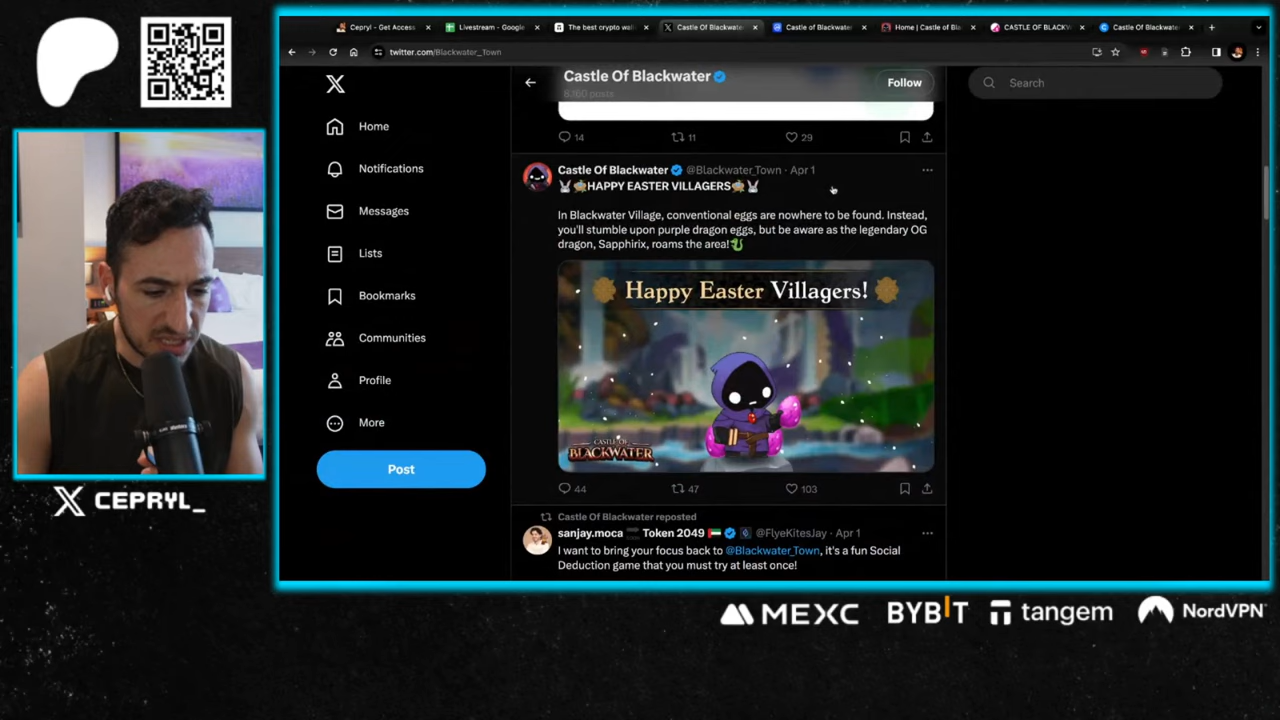 Cepryl - Get Access
Livestream - Google
The best crypto wal
Castle Of Blackwate
Castle of Blackwate
Home | Castle of Bla
CASTLE OF BLACKW
Castle Of Blackwate
twitter.com/Blackwater_Town
Castle Of Blackwater
8,160 posts
Follow
Search
Home
Notifications
Messages
Lists
Bookmarks
Communities
Profile
More
Post
14 11 29
Castle Of Blackwater @Blackwater_Town · Apr 1
🐰🐣HAPPY EASTER VILLAGERS🐣🐰
In Blackwater Village, conventional eggs are nowhere to be found. Instead,
you'll stumble upon purple dragon eggs, but be aware as the legendary OG
dragon, Sapphirix, roams the area!🐉
Happy Easter Villagers!
CASTLE OF
BLACKWATER
44 47 103
Castle Of Blackwater reposted
sanjay.moca Token 2049 🇦🇪 @FlyeKitesJay · Apr 1
I want to bring your focus back to @Blackwater_Town, it's a fun Social
Deduction game that you must try at least once!
X CEPRYL_
MEXC
BYBIT
tangem
NordVPN